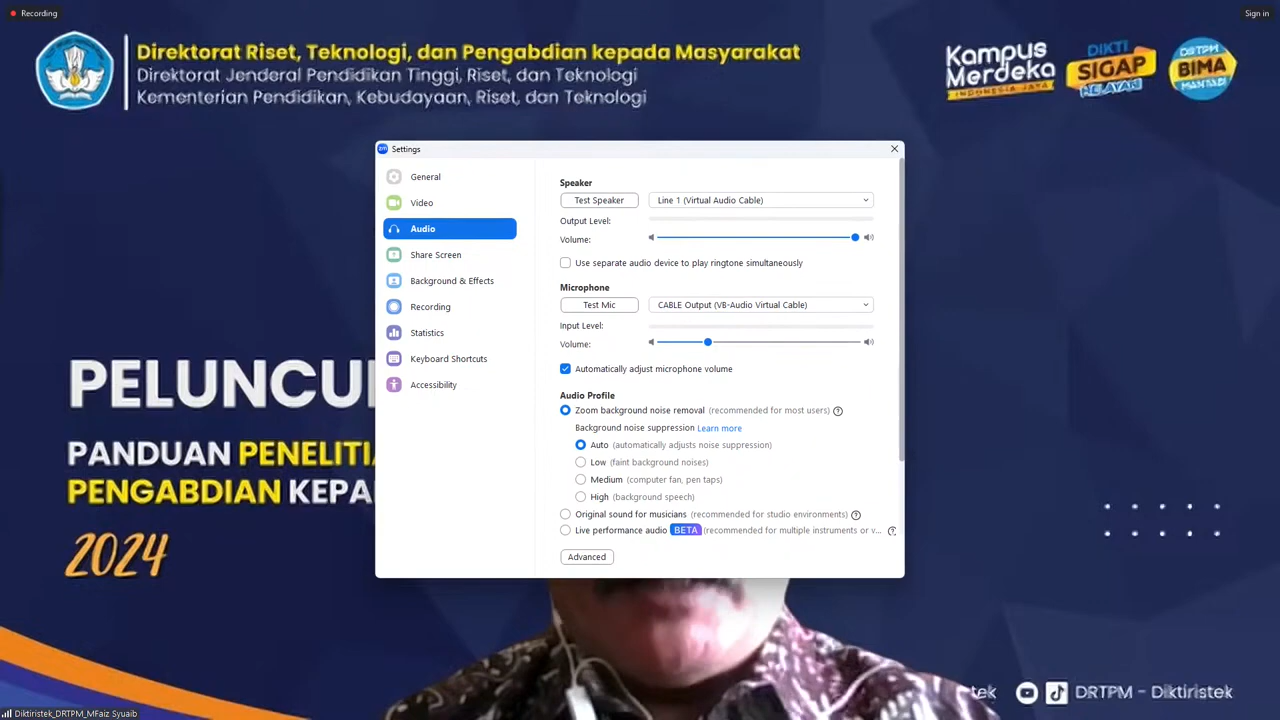 Recording
Sign in
Direktorat Riset, Teknologi, dan Pengabdian kepada Masyarakat
Direktorat Jenderal Pendidikan Tinggi, Riset, dan Teknologi
Kementerian Pendidikan, Kebudayaan, Riset, dan Teknologi
Kampus
Merdeka
INDONESIA JAYA
DIKTI
SIGAP
MELAYANI
DRTPM
BIMA
Settings
General
Video
Audio
Share Screen
Background & Effects
Recording
Statistics
Keyboard Shortcuts
Accessibility
Speaker
Test Speaker
Line 1 (Virtual Audio Cable)
Output Level:
Volume:
Use separate audio device to play ringtone simultaneously
Microphone
Test Mic
CABLE Output (VB-Audio Virtual Cable)
Input Level:
Volume:
Automatically adjust microphone volume
Audio Profile
Zoom background noise removal (recommended for most users)
Background noise suppression Learn more
Auto (automatically adjusts noise suppression)
Low (faint background noises)
Medium (computer fan, pen taps)
High (background speech)
Original sound for musicians (recommended for studio environments)
Live performance audio BETA (recommended for multiple instruments or v...
Advanced
PELUNCU
PANDUAN PENELITI
PENGABDIAN KEPA
2024
tek
DRTPM - Diktiristek
Diktiristek_DRTPM_MFaiz Syuaib